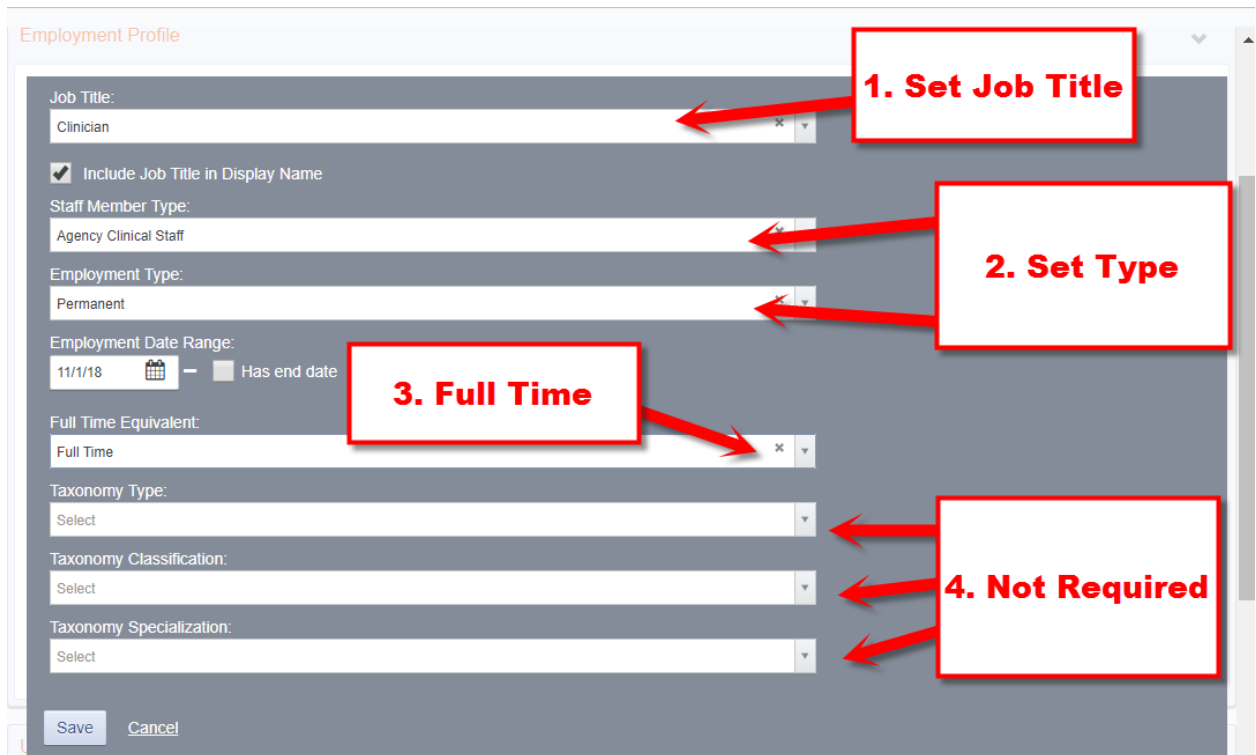 Employment Profile
1. Set Job Title
Job Title:
Clinician
Include Job Title in Display Name
Staff Member Type:
Agency Clinical Staff
2. Set Type
Employment Type:
Permanent
Employment Date Range:
11/1/18
Has end date
3. Full Time
Full Time Equivalent:
Full Time
Taxonomy Type:
Select
Taxonomy Classification:
Select
4. Not Required
Taxonomy Specialization:
Select
Save Cancel